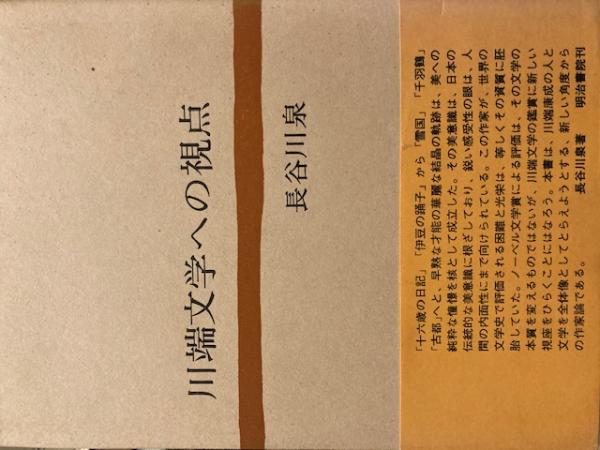 川端文学への視点
長谷川泉
「十六歳の日記」「伊豆の踊子」から「雪国」「千羽鶴」
「古都」へと、早熟な才能の華麗な結晶の軌跡は、美への
純粋な憧憬を核として成立した。その美意識は、日本の
伝統的な美意識に根ざしており、鋭い感受性の眼は、人
間の内面性にまで向けられている。この作家が、世界の
文学史で評価される困難と光栄は、等しくその資質に胚
胎していた。ノーベル文学賞による評価は、その文学の
本質を変えるものではないが、川端文学の鑑賞に新しい
視座をひらくことにはなろう。本書は、川端康成の人と
文学を全体像としてとらえようとする、新しい角度から
の作家論である。 長谷川泉著 明治書院刊